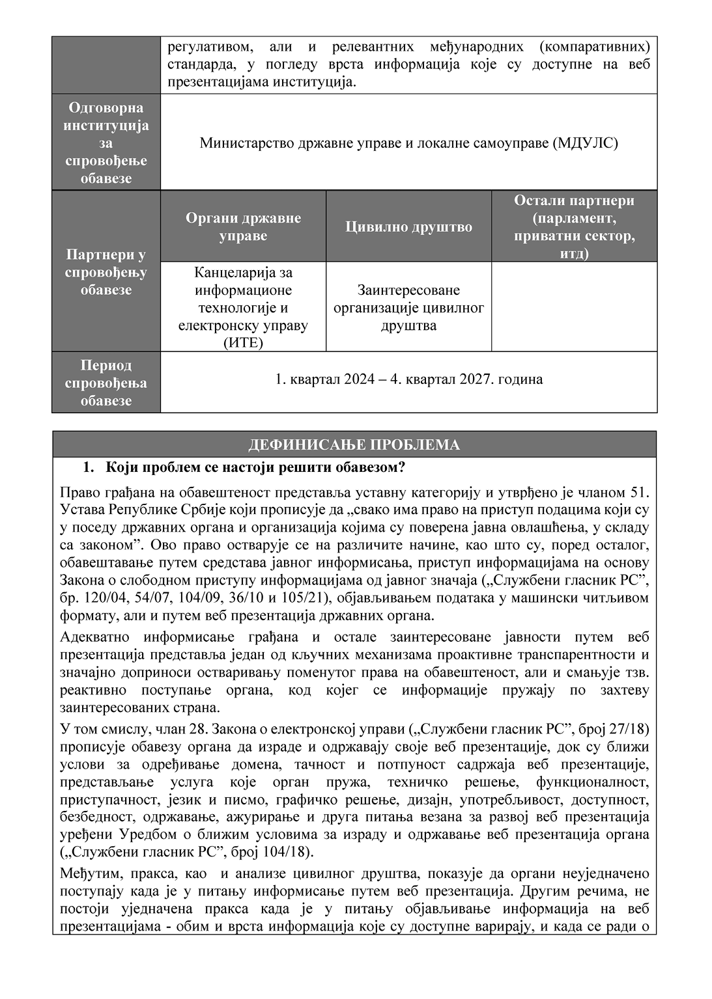 регулативом, али и релевантних међународних (компаративних)
стандарда, у погледу врста информација које су доступне на веб
презентацијама институција.
Одговорна
институција
за
спровођење
обавезе
Министарство државне управе и локалне самоуправе (МДУЛС)
Партнери у
спровођењу
обавезе
Органи државне
управе
Цивилно друштво
Остали партнери
(парламент,
приватни сектор,
итд)
Канцеларија за
информационе
технологије и
електронску управу
(ИТЕ)
Заинтересоване
организације цивилног
друштва
Период
спровођења
обавезе
1. квартал 2024 – 4. квартал 2027. година
ДЕФИНИСАЊЕ ПРОБЛЕМА
1. Који проблем се настоји решити обавезом?
Право грађана на обавештеност представља уставну категорију и утврђено је чланом 51.
Устава Републике Србије који прописује да „свако има право на приступ подацима који су
у поседу државних органа и организација којима су поверена јавна овлашћења, у складу
са законом”. Ово право остварује се на различите начине, као што су, поред осталог,
обавештавање путем средстава јавног информисања, приступ информацијама на основу
Закона о слободном приступу информацијама од јавног значаја („Службени гласник РС”,
бр. 120/04, 54/07, 104/09, 36/10 и 105/21), објављивањем података у машински читљивом
формату, али и путем веб презентација државних органа.
Адекватно информисање грађана и остале заинтересоване јавности путем веб
презентација представља један од кључних механизама проактивне транспарентности и
значајно доприноси остваривању поменутог права на обавештеност, али и смањује тзв.
реактивно поступање органа, код којег се информације пружају по захтеву
заинтересованих страна.
У том смислу, члан 28. Закона о електронској управи („Службени гласник РС”, број 27/18)
прописује обавезу органа да израде и одржавају своје веб презентације, док су ближи
услови за одређивање домена, тачност и потпуност садржаја веб презентације,
представљање услуга које орган пружа, техничко решење, функционалност,
приступачност, језик и писмо, графичко решење, дизајн, употребљивост, доступност,
безбедност, одржавање, ажурирање и друга питања везана за развој веб презентација
уређени Уредбом о ближим условима за израду и одржавање веб презентација органа
(„Службени гласник РС”, број 104/18).
Међутим, пракса, као и анализе цивилног друштва, показује да органи неуједначено
поступају када је у питању информисање путем веб презентација. Другим речима, не
постоји уједначена пракса када је у питању објављивање информација на веб
презентацијама - обим и врста информација које су доступне варирају, и када се ради о